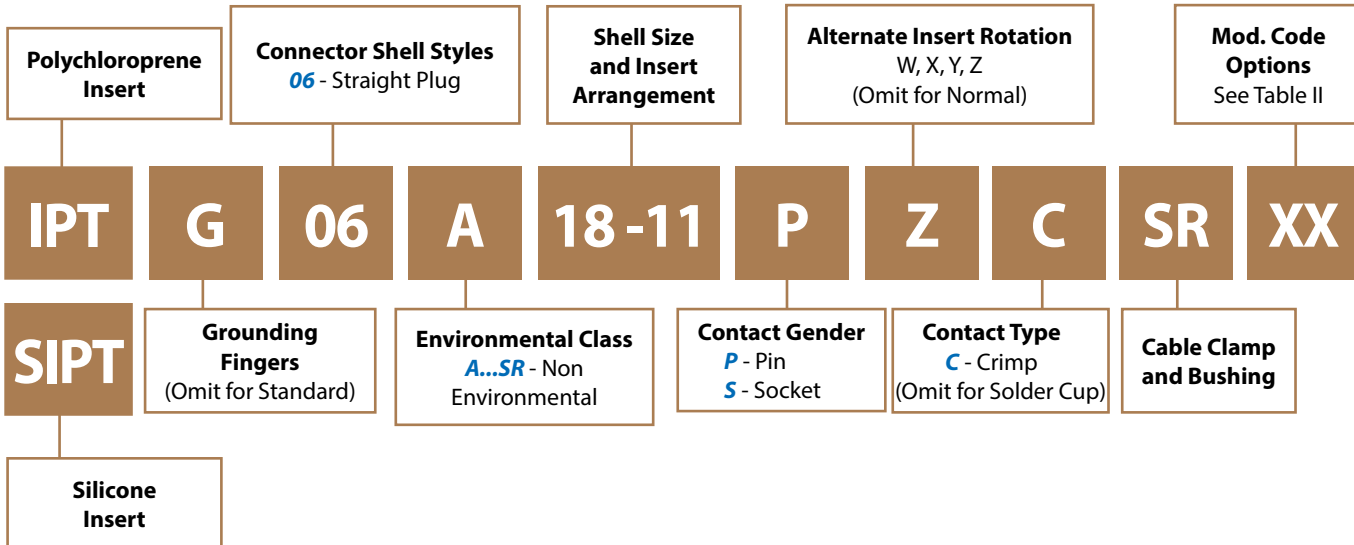 Polychloroprene
Insert
Connector Shell Styles
06 - Straight Plug
Shell Size
and Insert
Arrangement
Alternate Insert Rotation
W, X, Y, Z
(Omit for Normal)
Mod. Code
Options
See Table II
IPT G 06 A 18 -11 P Z C SR XX
SIPT
Grounding
Fingers
(Omit for Standard)
Environmental Class
A...SR - Non
Environmental
Contact Gender
P - Pin
S - Socket
Contact Type
C - Crimp
(Omit for Solder Cup)
Cable Clamp
and Bushing
Silicone
Insert